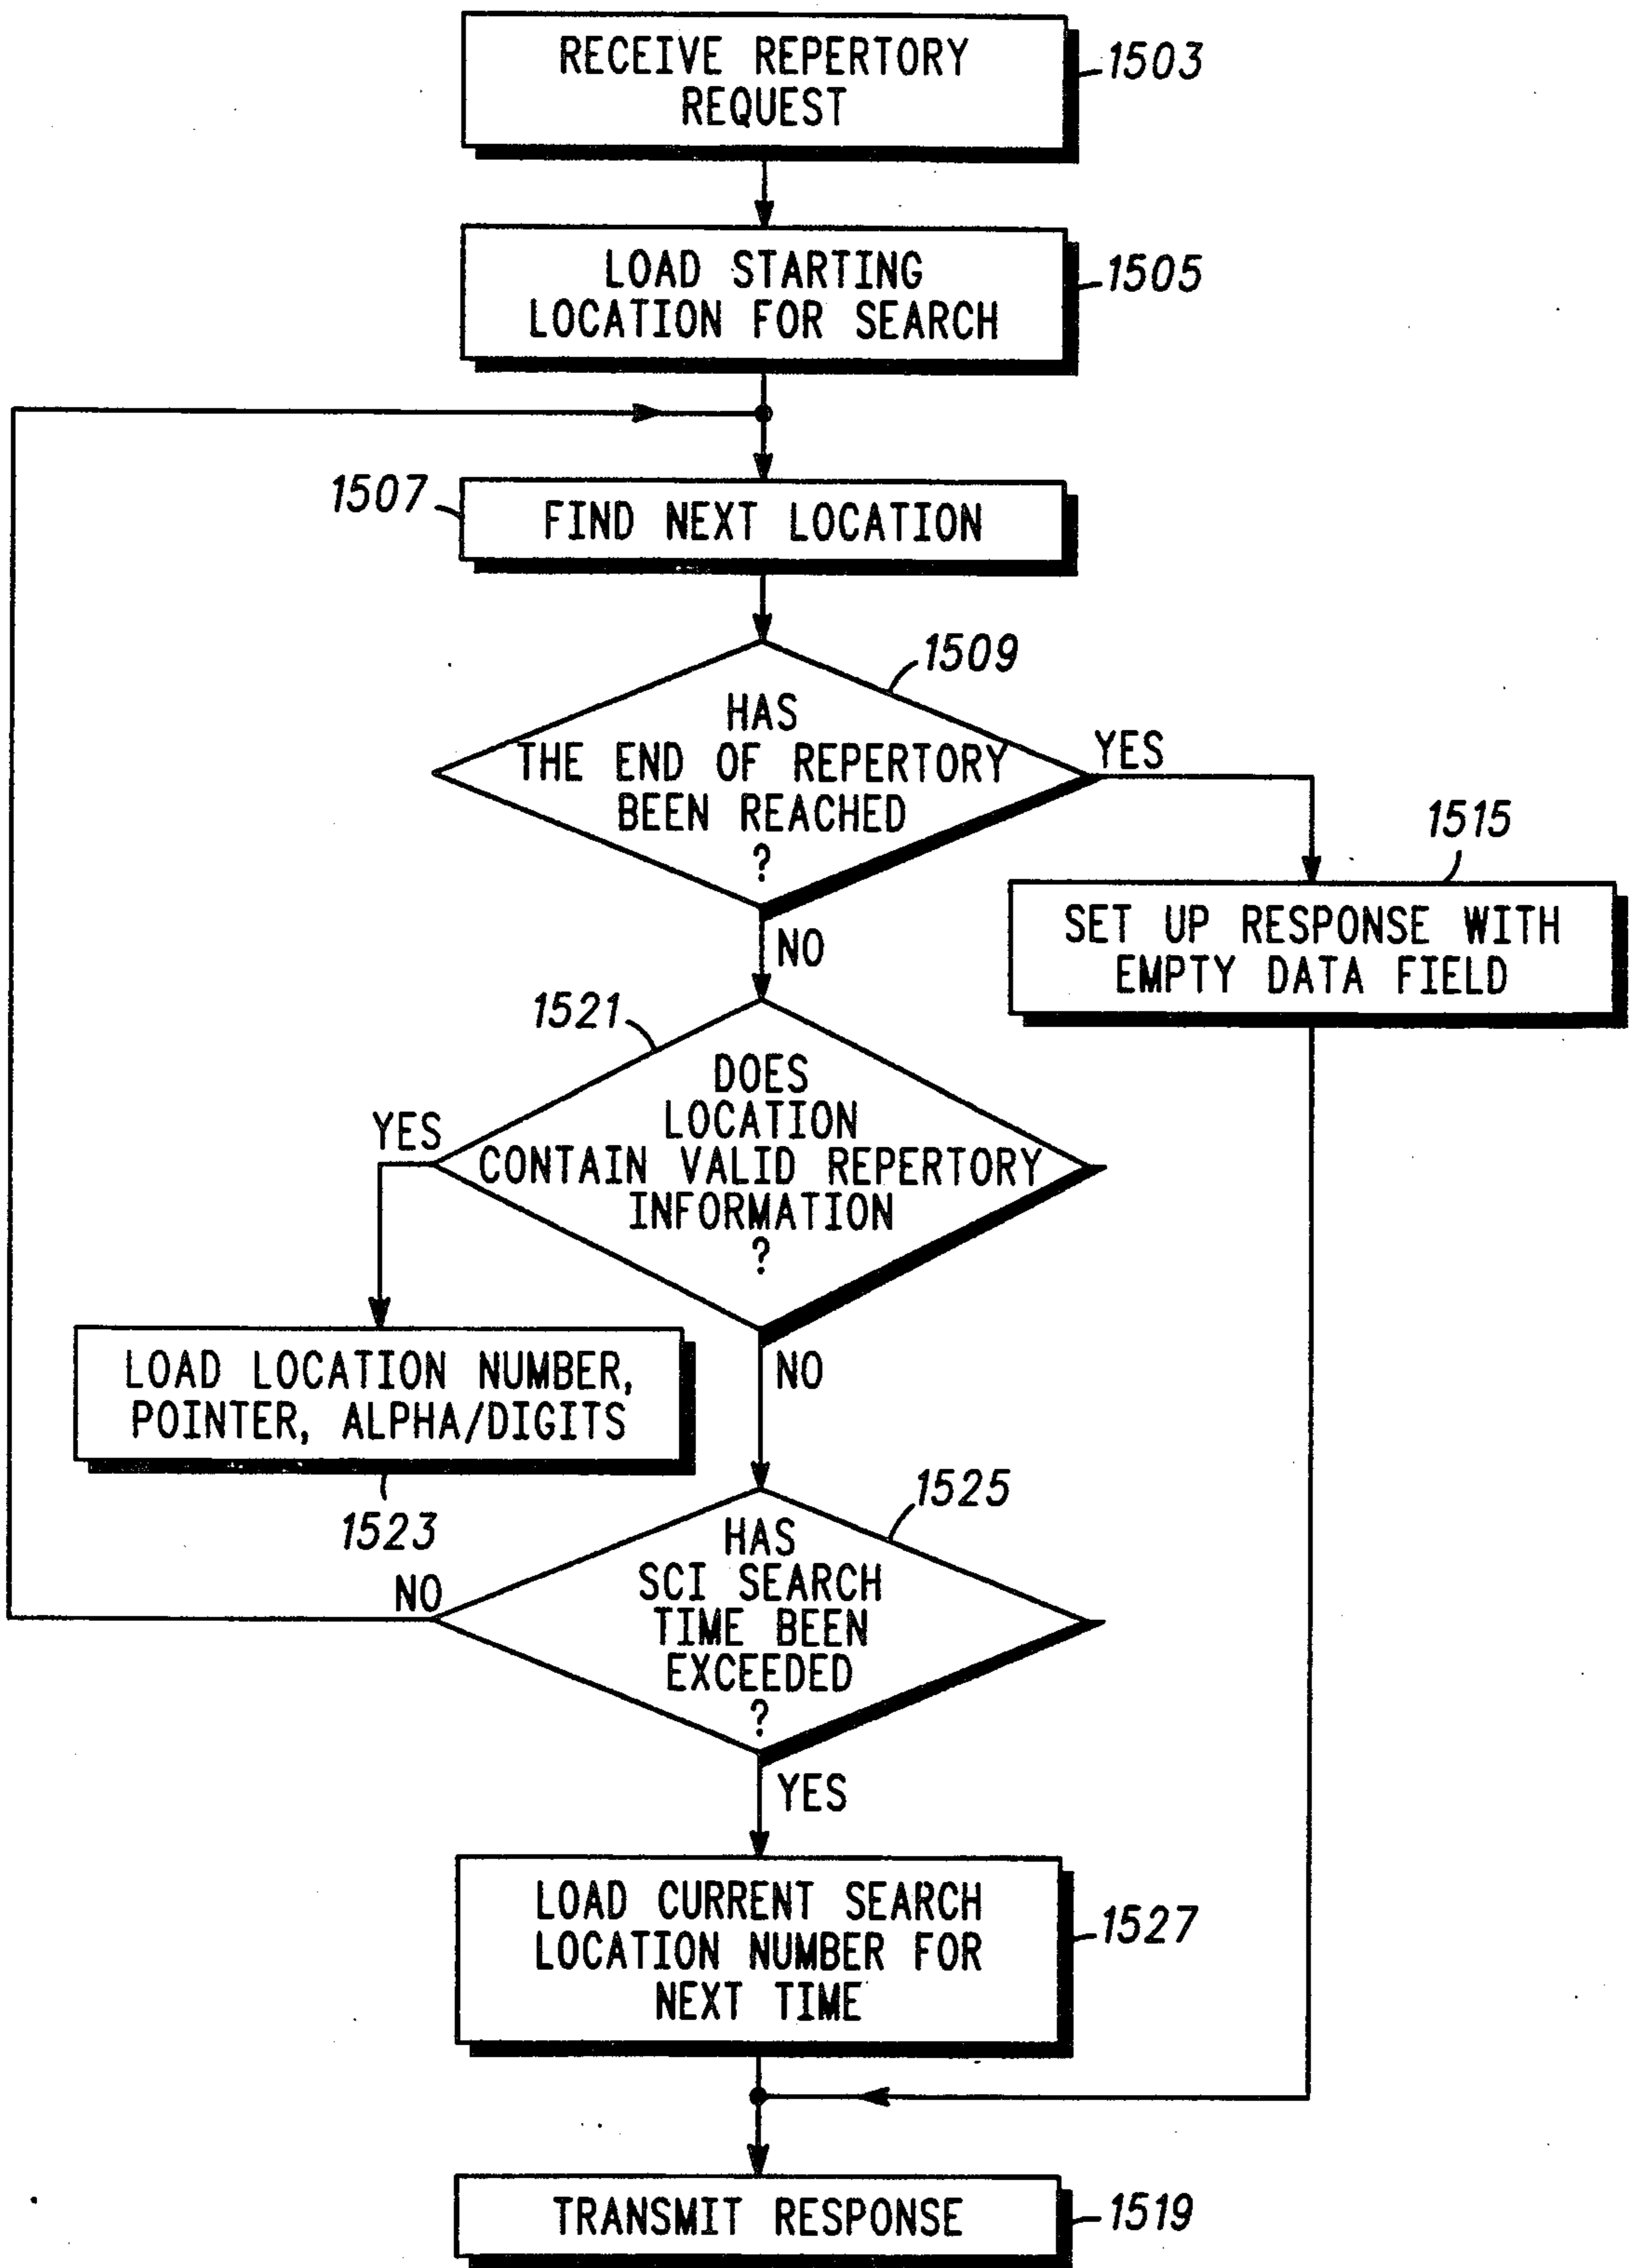 RECEIVE REPERTORY
REQUEST
1503
LOAD STARTING
LOCATION FOR SEARCH
1505
1507
FIND NEXT LOCATION
1509
HAS
THE END OF REPERTORY
BEEN REACHED
?
YES
NO
1515
SET UP RESPONSE WITH
EMPTY DATA FIELD
1521
DOES
LOCATION
CONTAIN VALID REPERTORY
INFORMATION
?
YES
NO
LOAD LOCATION NUMBER,
POINTER, ALPHA/DIGITS
1523
1525
HAS
SCI SEARCH
TIME BEEN
EXCEEDED
?
NO
YES
LOAD CURRENT SEARCH
LOCATION NUMBER FOR
NEXT TIME
1527
TRANSMIT RESPONSE
1519